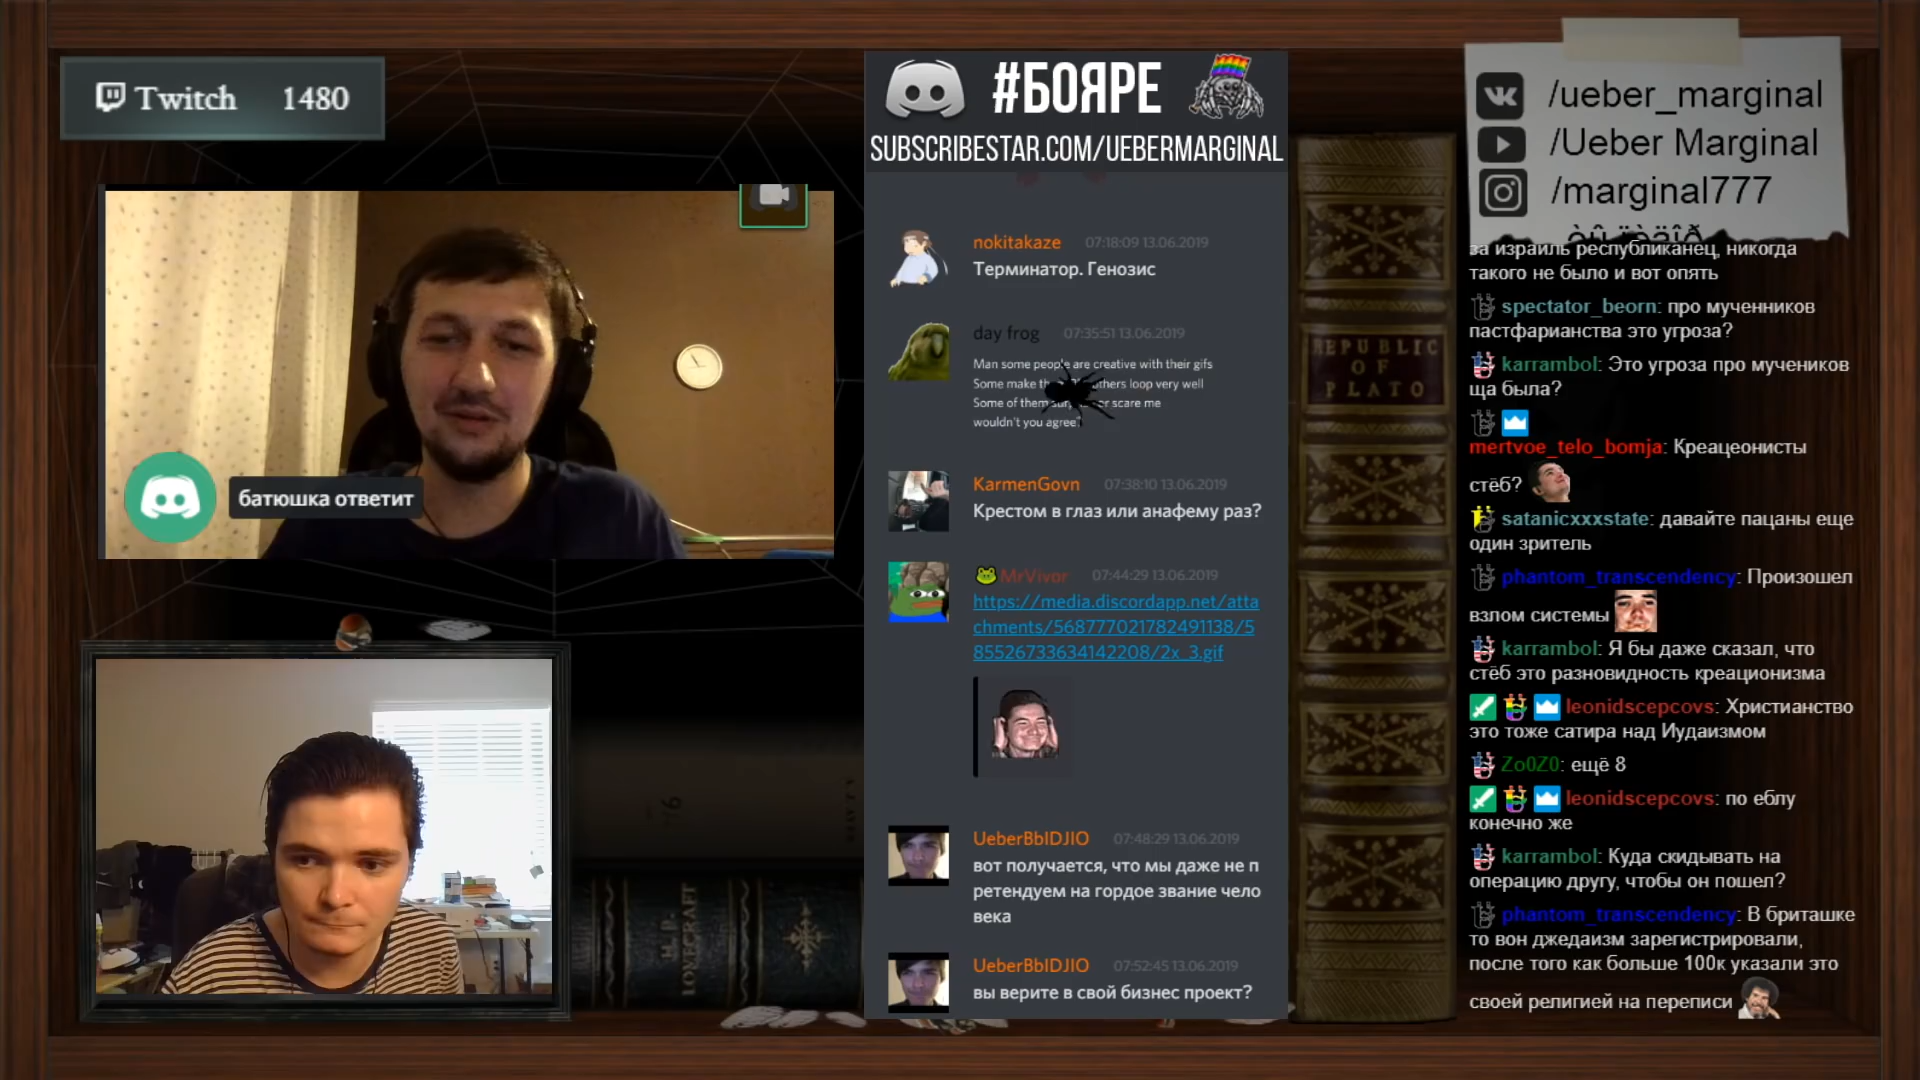 Twitch 1480
батюшка ответит
H. P.
LOVECRAFT
#БОЯРЕ
SUBSCRIBESTAR.COM/UEBERMARGINAL
nokitakaze 07:18:09 13.06.2019
Терминатор. Генозис
day frog 07:35:51 13.06.2019
Man some people are creative with their gifs
Some make th thers loop very well
Some of them or scare me
wouldn't you agree?
KarmenGovn 07:38:10 13.06.2019
Крестом в глаз или анафему раз?
MrVivor 07:44:29 13.06.2019
https://media.discordapp.net/atta
chments/568777021782491138/5
85526733634142208/2x_3.gif
UeberBbIDJIO 07:48:29 13.06.2019
вот получается, что мы даже не п
ретендуем на гордое звание чело
века
UeberBbIDJIO 07:52:45 13.06.2019
вы верите в свой бизнес проект?
REPUBLIC
OF
PLATO
/ueber_marginal
/Ueber Marginal
/marginal777
за израиль республиканец, никогда
такого не было и вот опять
spectator_beorn: про мученников
пастфарианства это угроза?
karrambol: Это угроза про мучеников
ща была?
mertvoe_telo_bomja: Креацеонисты
стёб?
satanicxxxstate: давайте пацаны еще
один зритель
phantom_transcendency: Произошел
взлом системы
karrambol: Я бы даже сказал, что
стёб это разновидность креационизма
leonidscepcovs: Христианство
это тоже сатира над Иудаизмом
Zo0Z0: ещё 8
leonidscepcovs: по еблу
конечно же
karrambol: Куда скидывать на
операцию другу, чтобы он пошел?
phantom_transcendency: В бриташке
то вон джедаизм зарегистрировали,
после того как больше 100к указали это
своей религией на переписи